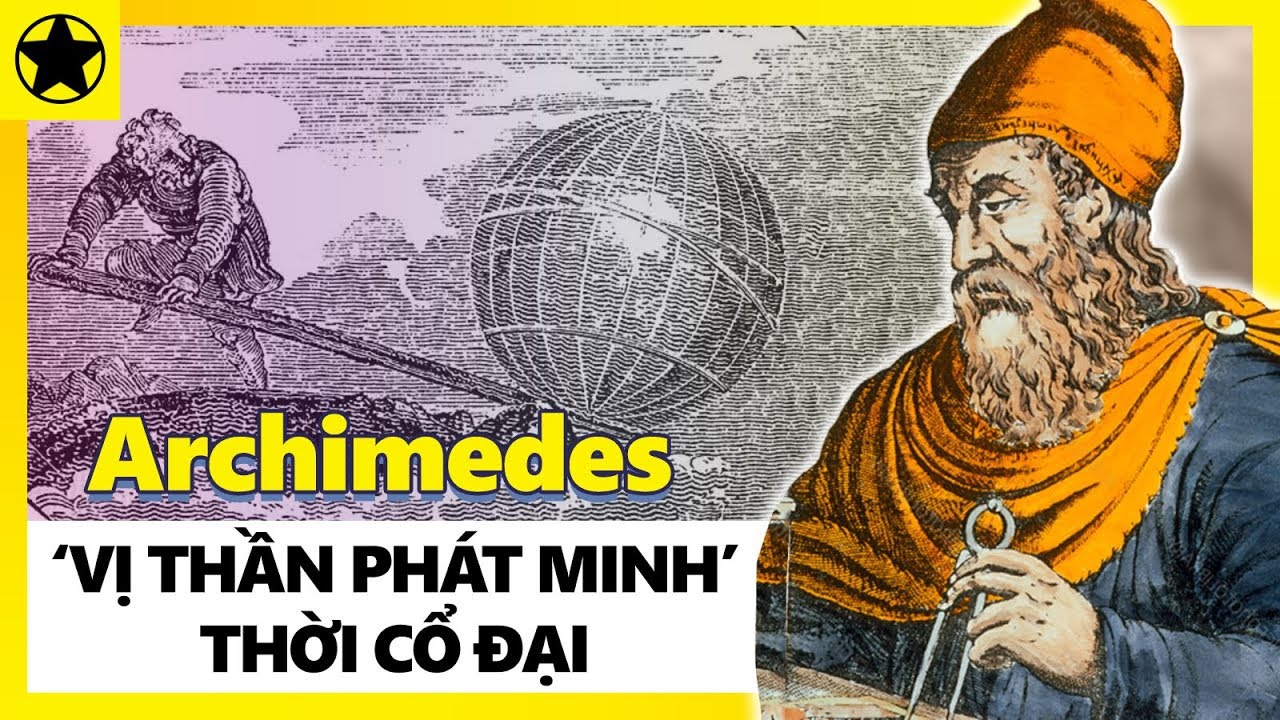 Archimedes
‘VỊ THẦN PHÁT MINH’
THỜI CỔ ĐẠI